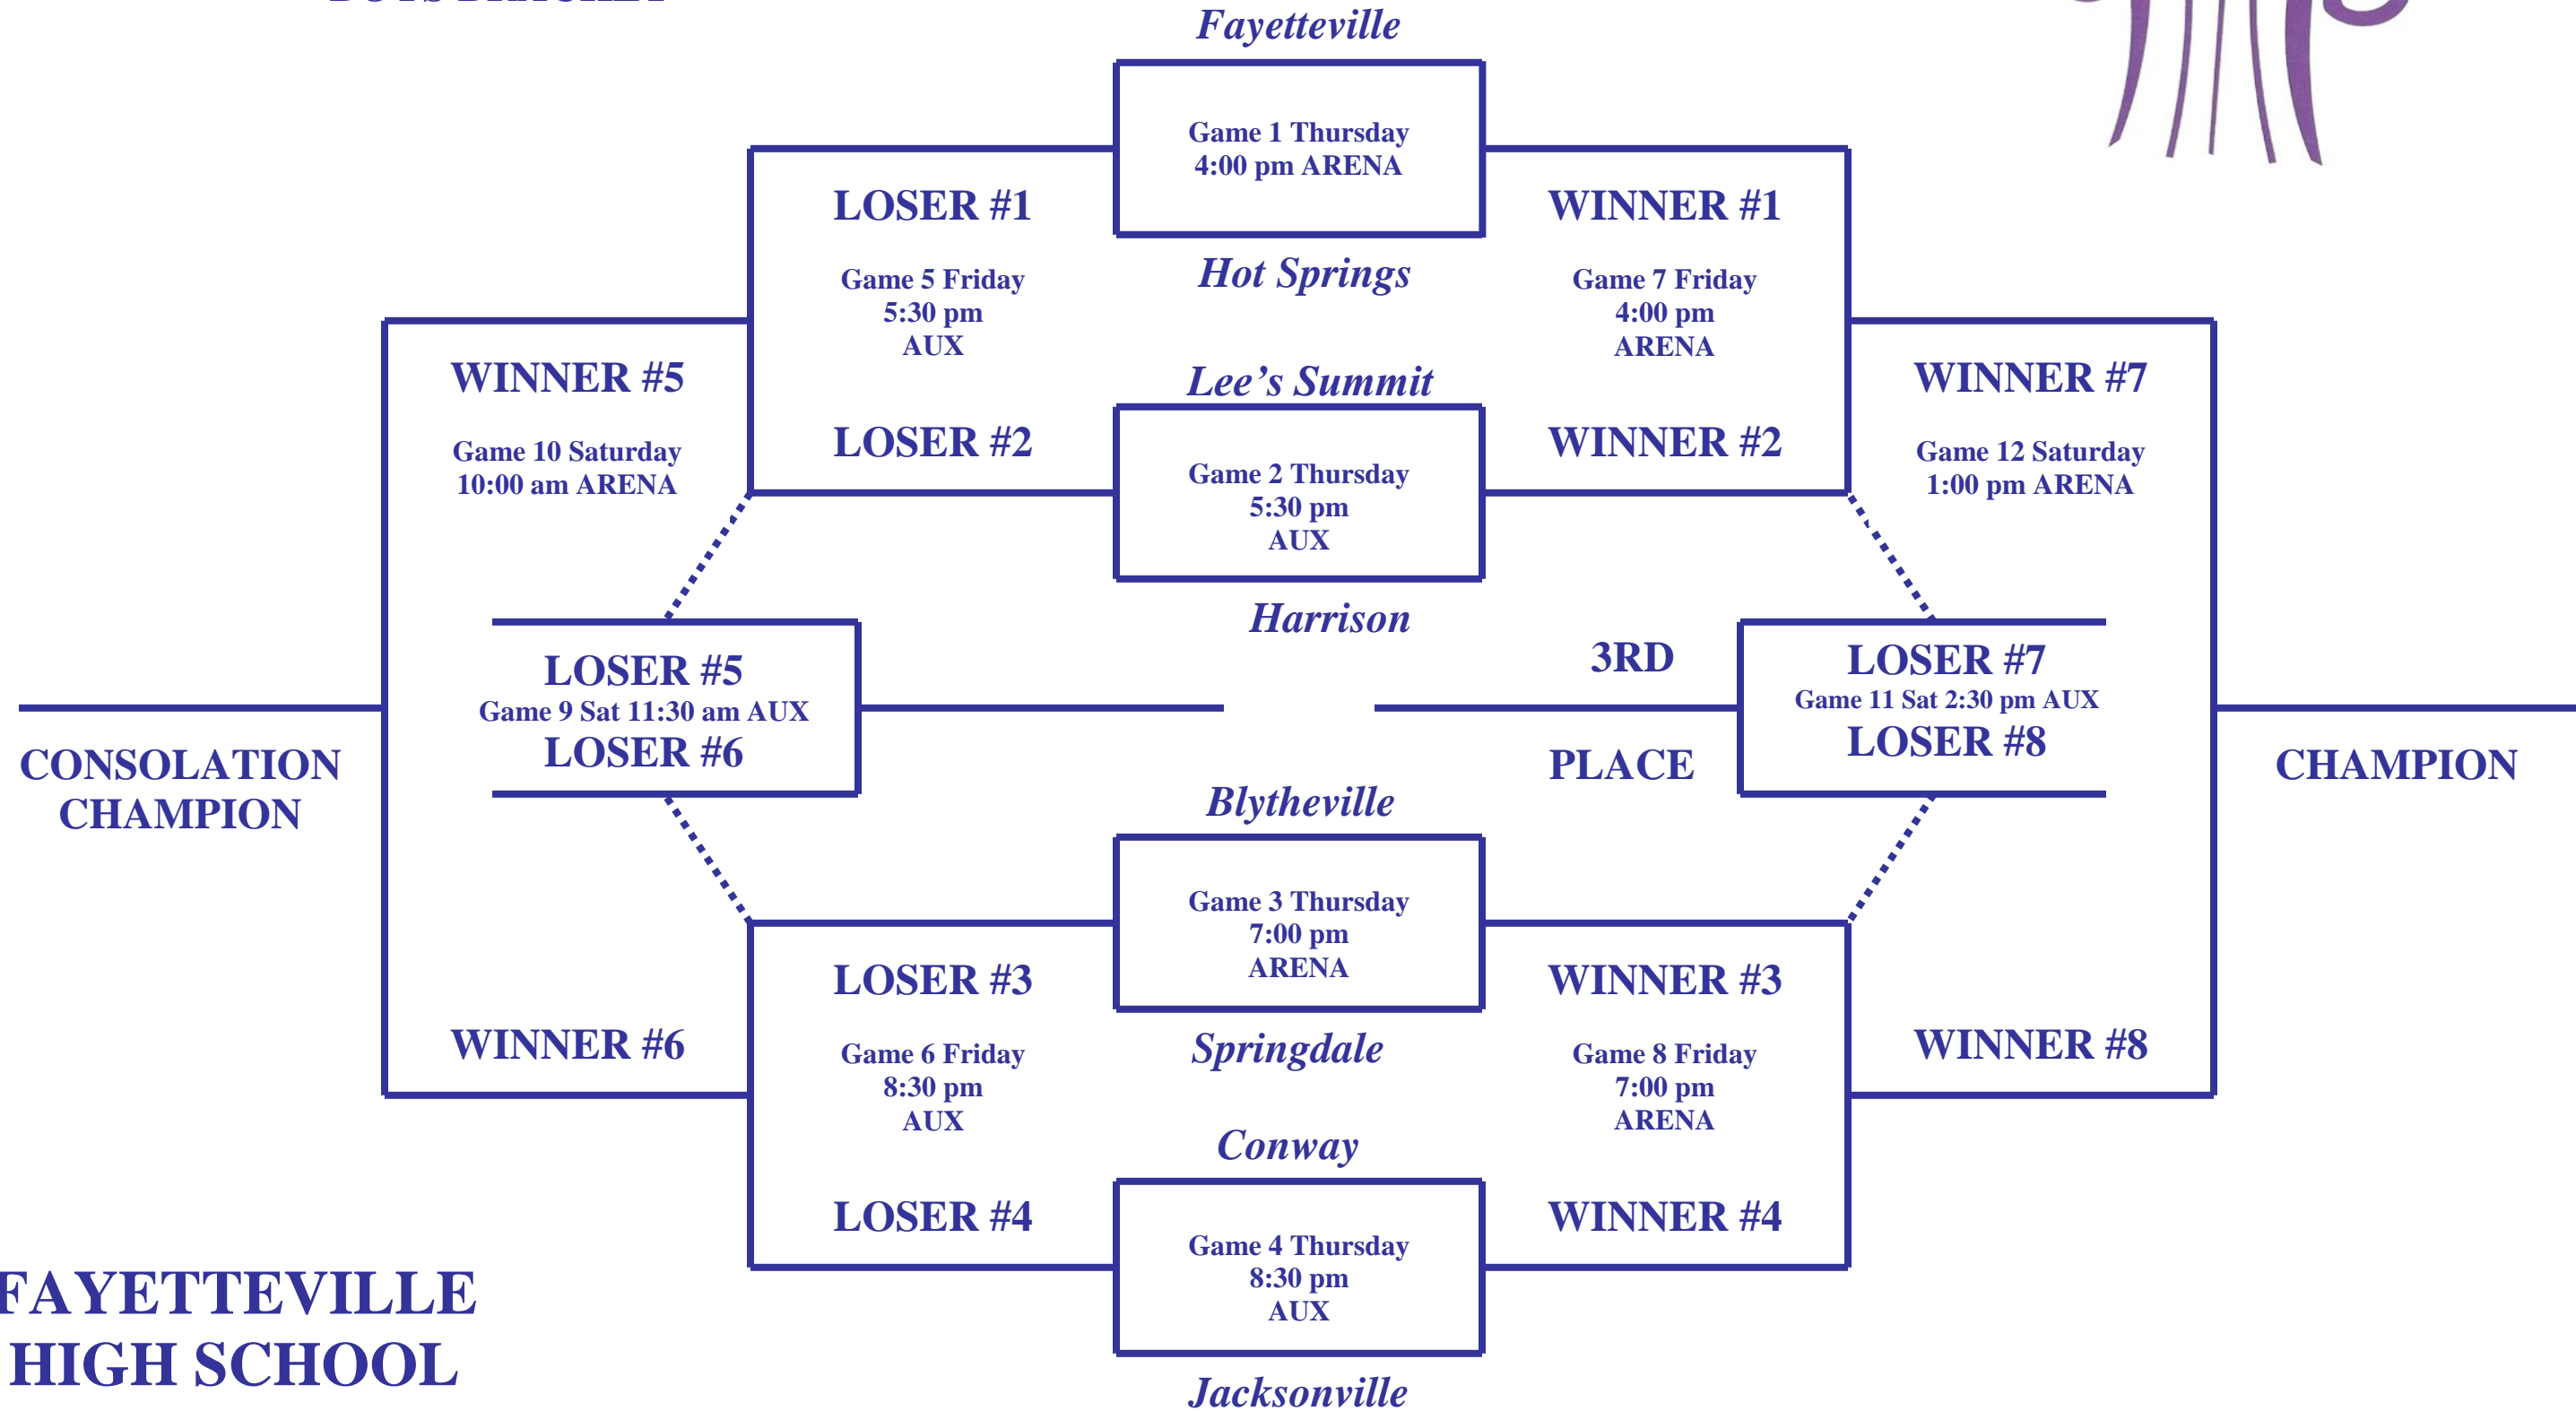 Fayetteville
Game 1 Thursday
4:00 pm ARENA
LOSER #1
WINNER #1
Hot Springs
Game 5 Friday
5:30 pm
AUX
Game 7 Friday
4:00 pm
ARENA
WINNER #5
Lee’s Summit
WINNER #7
LOSER #2
WINNER #2
Game 10 Saturday
10:00 am ARENA
Game 2 Thursday
5:30 pm
AUX
Game 12 Saturday
1:00 pm ARENA
Harrison
LOSER #5
Game 9 Sat 11:30 am AUX
LOSER #6
3RD
PLACE
LOSER #7
Game 11 Sat 2:30 pm AUX
LOSER #8
CONSOLATION
CHAMPION
CHAMPION
Blytheville
Game 3 Thursday
7:00 pm
ARENA
LOSER #3
WINNER #3
WINNER #6
Game 6 Friday
8:30 pm
AUX
Springdale
Game 8 Friday
7:00 pm
ARENA
WINNER #8
Conway
LOSER #4
WINNER #4
Game 4 Thursday
8:30 pm
AUX
Jacksonville
FAYETTEVILLE
HIGH SCHOOL